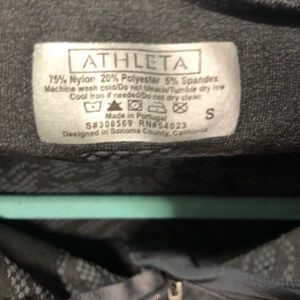 ATHLETA
75% Nylon 20% Polyester 5% Spandex
Machine wash cold/Do not bleach/Tumble dry low
Cool iron if needed/Do not dry clean
Made in Portugal
S
S#306569 RN#54023
Designed in Sonoma County, California